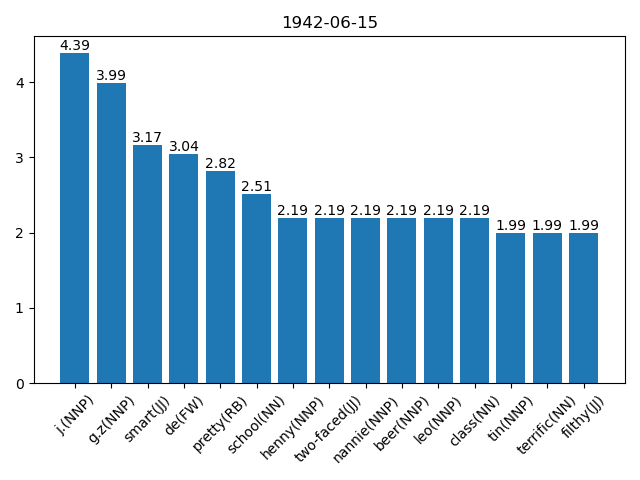 1942-06-15
4.39
3.99
3.17
3.04
2.82
2.51
2.19
2.19
2.19
2.19
2.19
2.19
1.99
1.99
1.99
4
3
2
1
0
j.(NNP)
g.z(NNP)
smart(JJ)
de(FW)
pretty(RB)
school(NN)
henny(NNP)
two-faced(JJ)
nannie(NNP)
beer(NNP)
leo(NNP)
class(NN)
tin(NNP)
terrific(NN)
filthy(JJ)